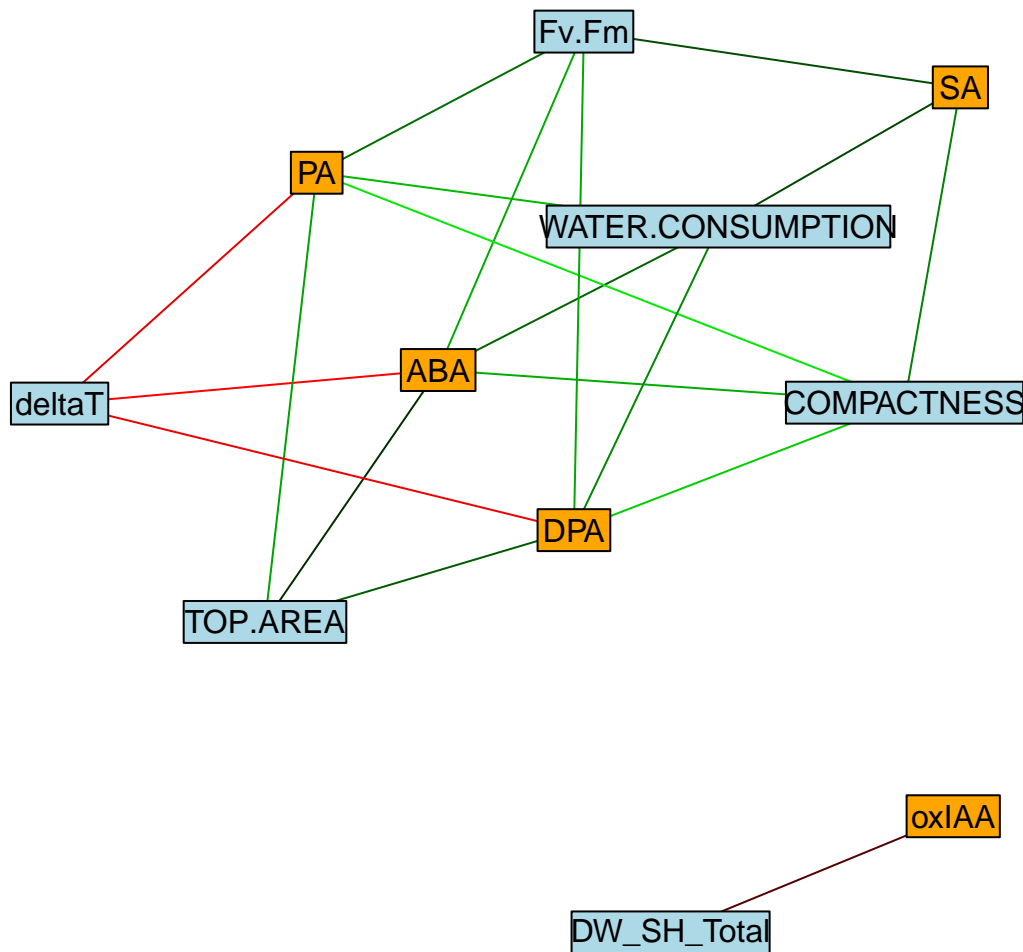 Fv.Fm
SA
PA
WATER.CONSUMPTION
ABA
deltaT
COMPACTNESS
DPA
TOP.AREA
oxIAA
DW_SH_Total